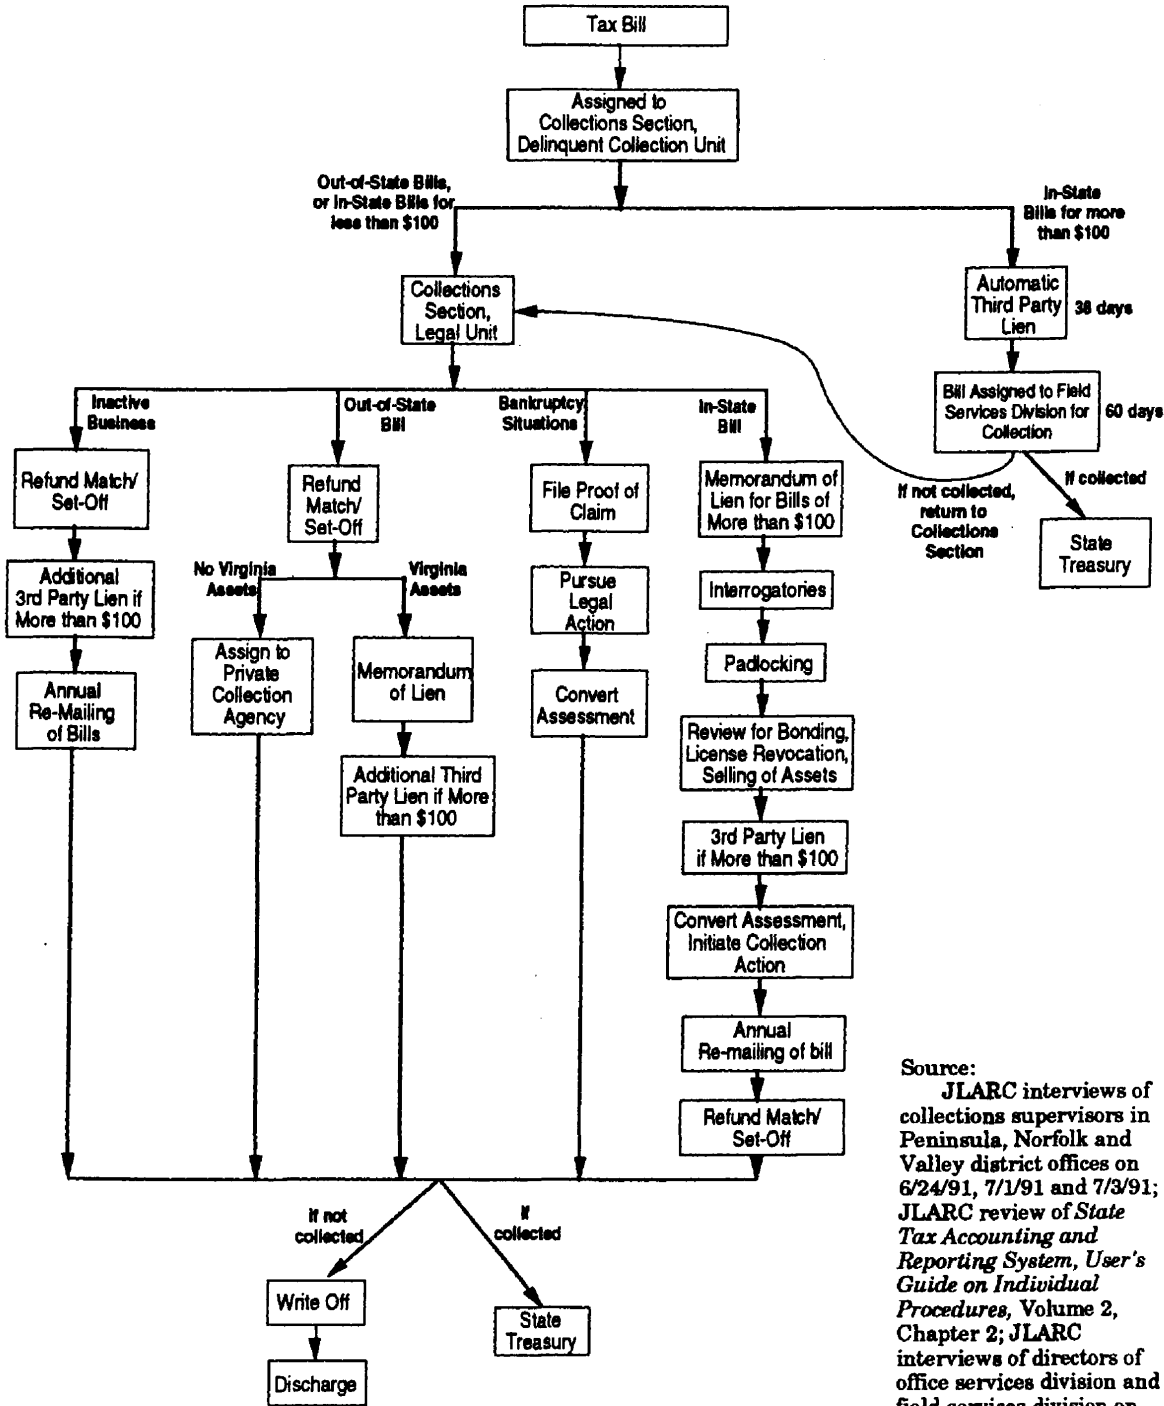 Tax Bill
Assigned to
Collections Section,
Delinquent Collection Unit
Out-of-State Bills,
or In-State Bills for
less than $100
In-State
Bills for more
than $100
Collections
Section,
Legal Unit
Automatic
Third Party
Lien
38 days
Bill Assigned to Field
Services Division for
Collection
60 days
If not collected,
return to
Collections
Section
If collected
State
Treasury
Inactive
Business
Out-of-State
Bill
Bankruptcy
Situations
In-State
Bill
Refund Match/
Set-Off
Additional
3rd Party Lien if
More than $100
Annual
Re-Mailing
of Bills
Refund
Match/
Set-Off
No Virginia
Assets
Virginia
Assets
Assign to
Private
Collection
Agency
Memorandum
of Lien
Additional Third
Party Lien if More
than $100
File Proof of
Claim
Pursue
Legal
Action
Convert
Assessment
Memorandum of
Lien for Bills of
More than $100
Interrogatories
Padlocking
Review for Bonding,
License Revocation,
Selling of Assets
3rd Party Lien
if More than $100
Convert Assessment,
Initiate Collection
Action
Annual
Re-mailing of bill
Refund Match/
Set-Off
If not
collected
If
collected
Write Off
Discharge
State
Treasury
Source:
JLARC interviews of
collections supervisors in
Peninsula, Norfolk and
Valley district offices on
6/24/91, 7/1/91 and 7/3/91;
JLARC review of State
Tax Accounting and
Reporting System, User's
Guide on Individual
Procedures, Volume 2,
Chapter 2; JLARC
interviews of directors of
office services division and
field services division on